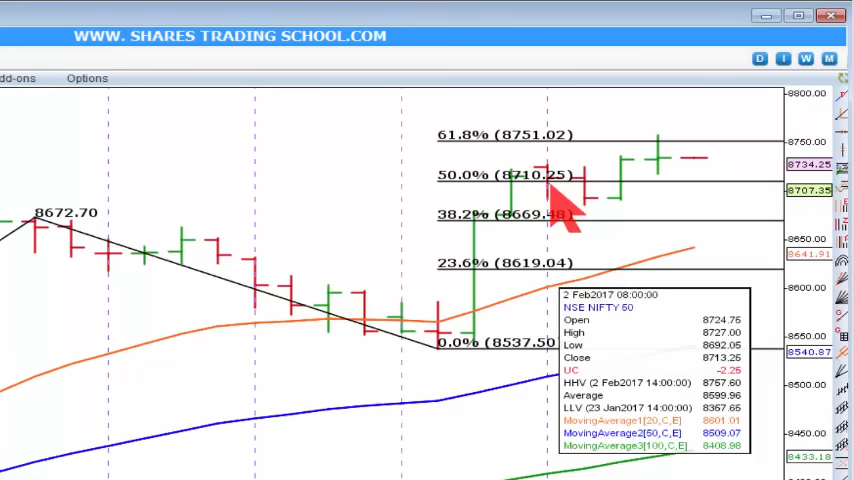 WWW. SHARES TRADING SCHOOL.COM
D I W M
dd-ons Options
8800.00
61.8% (8751.02)
8750.00
8734.25
50.0% (8710.25)
8707.35
8672.70
38.2% (8669.48)
8650.00
8641.91
23.6% (8619.04)
8600.00
2 Feb2017 08:00:00
NSE NIFTY 50
Open 8724.75
High 8727.00
Low 8692.05
Close 8713.25
UC -2.25
HHV (2 Feb2017 14:00:00) 8757.60
Average 8599.96
LLV (23 Jan2017 14:00:00) 8357.65
MovingAverage1[20,C,E] 8601.01
MovingAverage2[50,C,E] 8509.07
MovingAverage3[100,C,E] 8408.98
8550.00
0.0% (8537.50
8540.87
8500.00
8450.00
8433.18